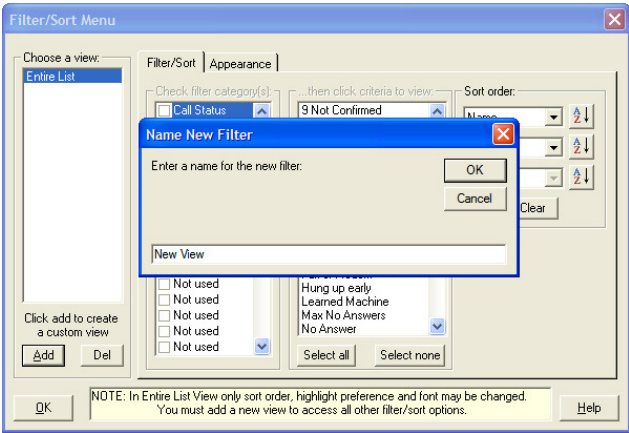 Filter/Sort Menu
Choose a view:
Entire List
Filter/Sort
Appearance
Check filter category(s):
...then click criteria to view:
Sort order:
Call Status
9 Not Confirmed
Name
Name New Filter
Enter a name for the new filter:
OK
Cancel
Clear
New View
Not used
Not used
Not used
Not used
Not used
Hung up early
Learned Machine
Max No Answers
No Answer
Select all
Select none
Click add to create
a custom view
Add
Del
OK
NOTE: In Entire List View only sort order, highlight preference and font may be changed.
You must add a new view to access all other filter/sort options.
Help